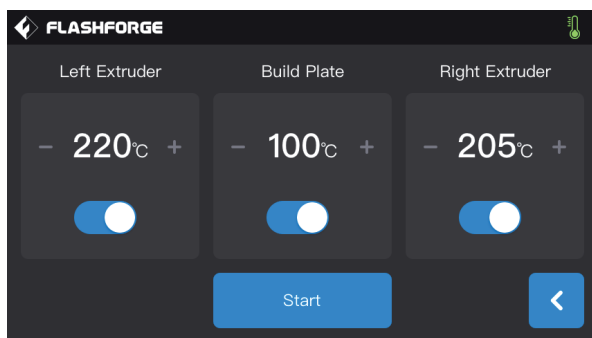 FLASHFORGE
Left Extruder Build Plate Right Extruder
− 220℃ + − 100℃ + − 205℃ +
Start